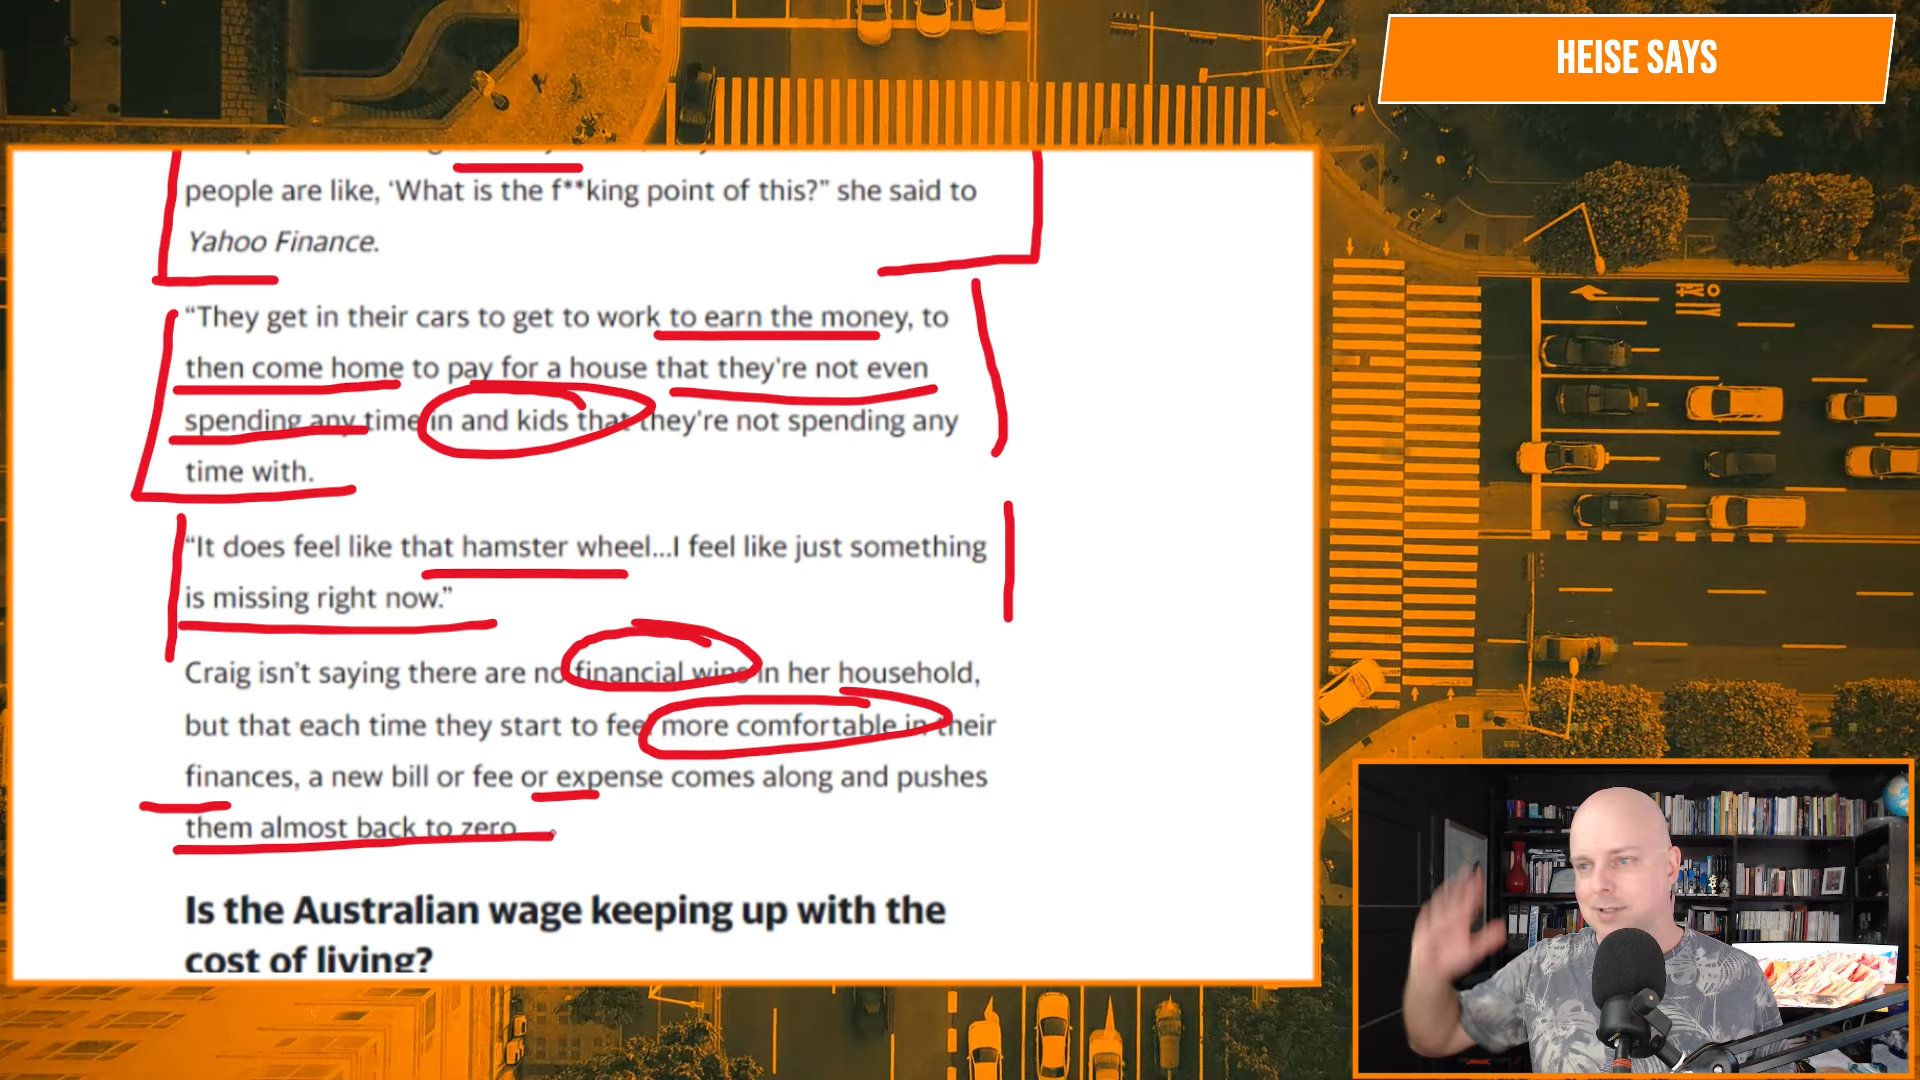 HEISE SAYS
people are like, ‘What is the f**king point of this?” she said to
Yahoo Finance.
“They get in their cars to get to work to earn the money, to
then come home to pay for a house that they're not even
spending any time in and kids that they're not spending any
time with.
“It does feel like that hamster wheel...I feel like just something
is missing right now.”
Craig isn’t saying there are no financial wins in her household,
but that each time they start to feel more comfortable in their
finances, a new bill or fee or expense comes along and pushes
them almost back to zero.
Is the Australian wage keeping up with the
cost of living?